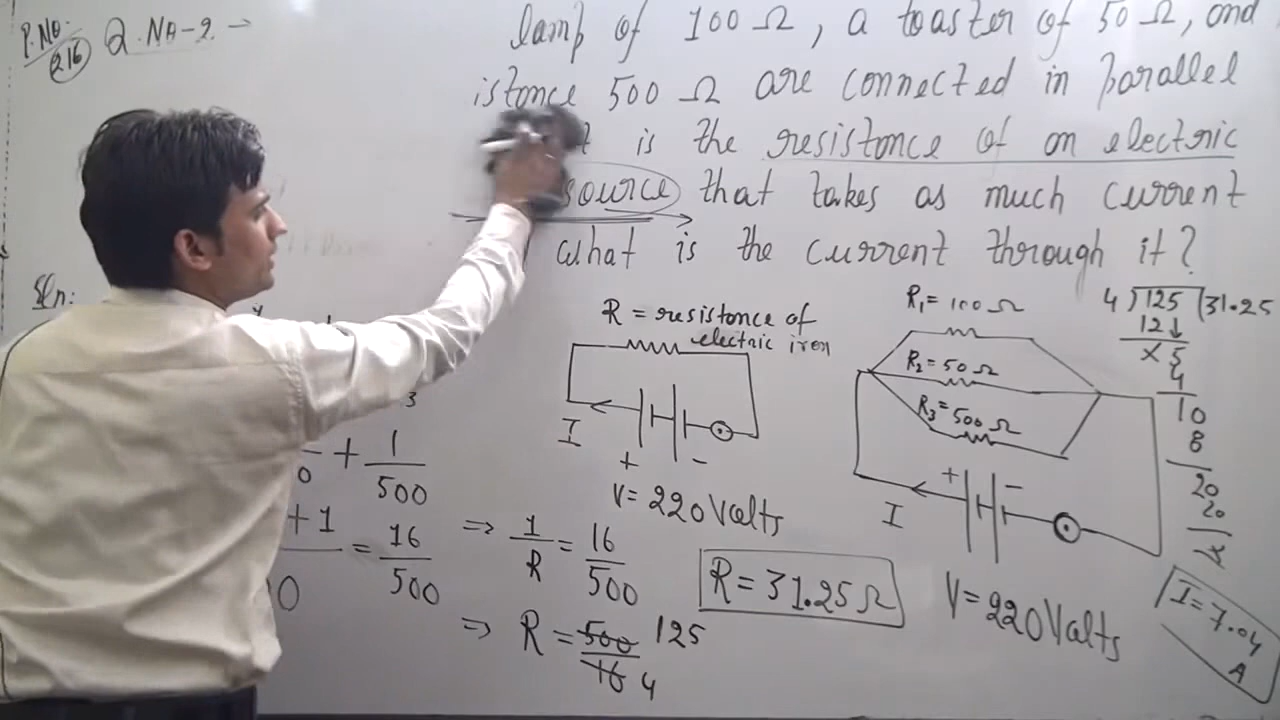 P.NO. 216 Q.NO-2 →
lamp of 100 Ω, a toaster of 50 Ω, and
istance 500 Ω are connected in parallel
is the resistance of an electric
source that takes as much current
what is the current through it?
Sln:
R = resistance of
electric iron
I
+ -
V = 220 Volts
R1 = 100 Ω
R2 = 50 Ω
R3 = 500 Ω
+ -
I
V = 220 Volts
4 ) 125 ( 31.25
12↓
x 5
4
10
8
20
20
x
I = 7.04
A
3
+ 1/500
+1
= 16/500
⇒ 1/R = 16/500
⇒ R = 500/16 125/4
R = 31.25 Ω